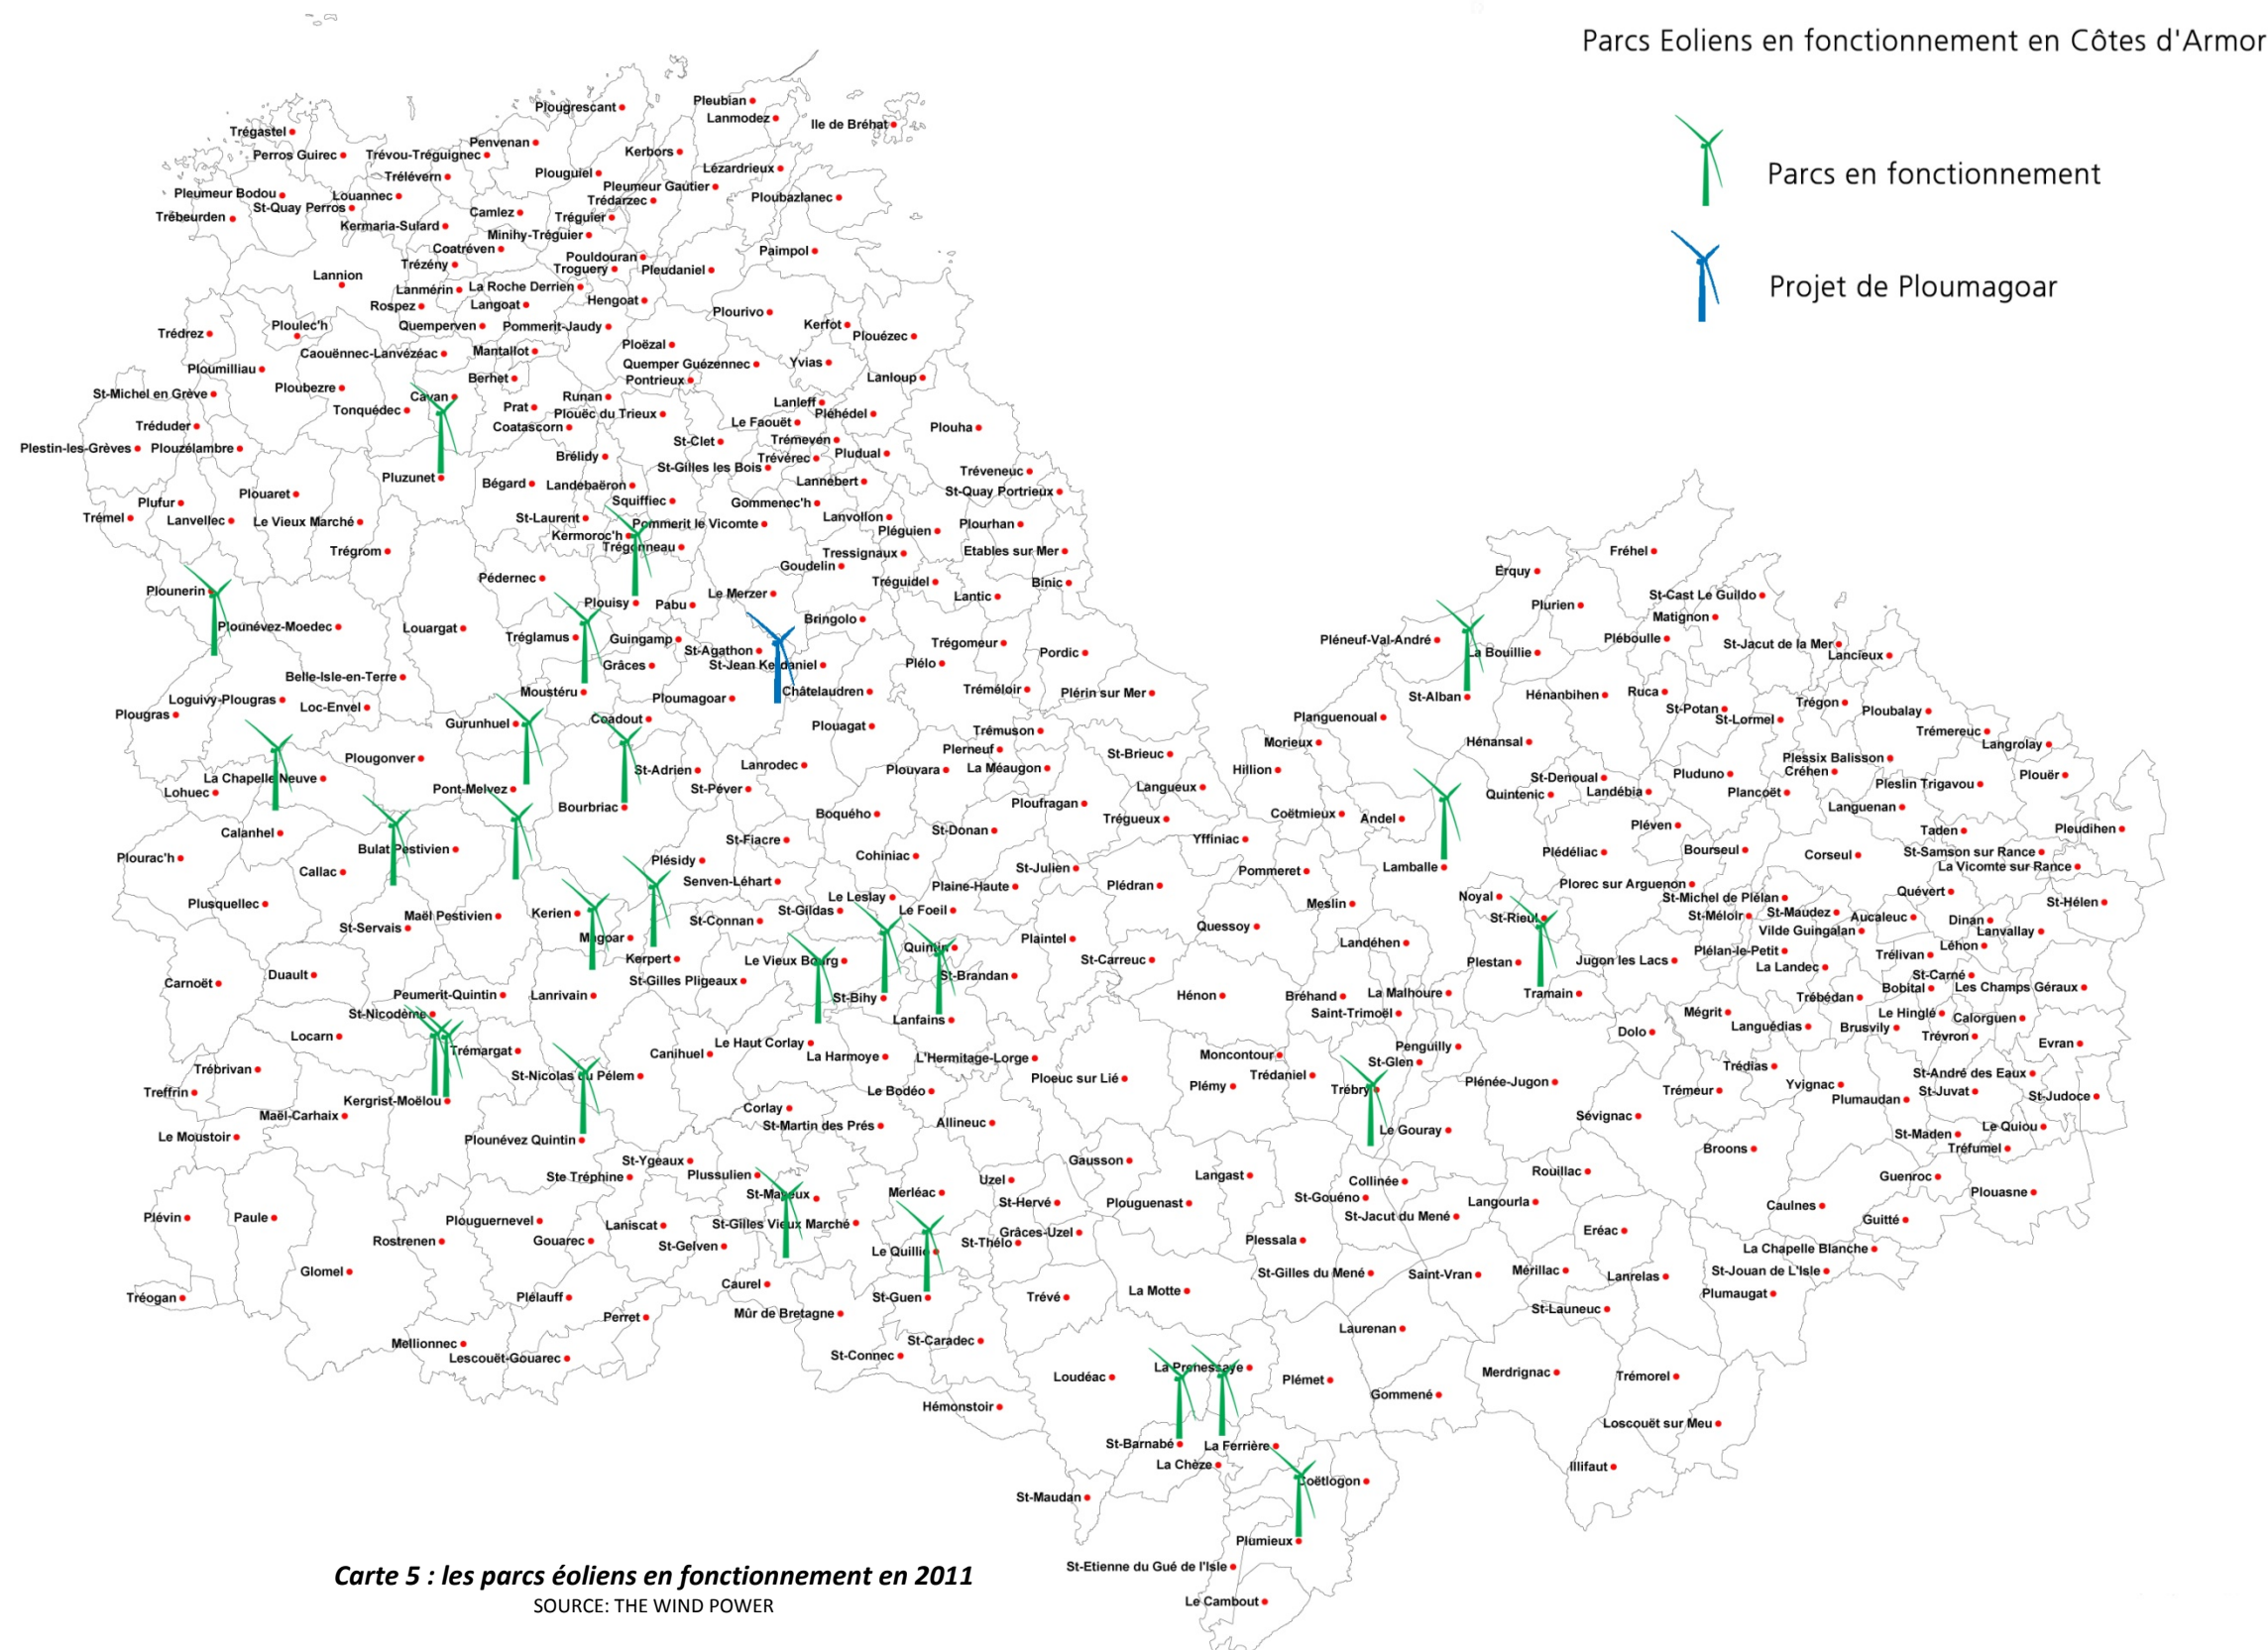 Parcs Eoliens en fonctionnement en Côtes d'Armor
Parcs en fonctionnement
Projet de Ploumagoar
Plougrescant
Pleubian
Lanmodez
Ile de Bréhat
Trégastel
Perros Guirec
Trévou-Tréguignec
Penvenan
Kerbors
Trélévern
Plouguiel
Lézardrieux
Pleumeur Gautier
Pleumeur Bodou
Louannec
Trédarzec
Ploubazlanec
St-Quay Perros
Trébeurden
Camlez
Tréguier
Kermaria-Sulard
Minihy-Tréguier
Coatréven
Paimpol
Pouldouran
Trézény
Troguery
Pleudaniel
Lannion
Lanmérin
La Roche Derrien
Hengoat
Rospez
Langoat
Plourivo
Ploulec'h
Quemperven
Pommerit-Jaudy
Kerfot
Trédrez
Plouézec
Ploëzal
Caouënnec-Lanvézéac
Mantallot
Quemper Guézennec
Yvias
Ploumilliau
Berhet
Pontrieux
Lanloup
Ploubezre
St-Michel en Grève
Cavan
Runan
Lanleff
Tonquédec
Prat
Plouëc du Trieux
Pléhédel
Tréduder
Coatascorn
Le Faouët
Plouha
St-Clet
Trémeven
Plestin-les-Grèves
Plouzélambre
Brélidy
Trévérec
Pludual
St-Gilles les Bois
Tréveneuc
Pluzunet
Bégard
Landebaëron
Lannebert
St-Quay Portrieux
Plouaret
Plufur
Squiffiec
Gommenec'h
Trémel
Lanvellec
Le Vieux Marché
St-Laurent
Pommerit le Vicomte
Lanvollon
Plourhan
Kermoroc'h
Pléguien
Trégonneau
Trégrom
Tressignaux
Etables sur Mer
Fréhel
Goudelin
Erquy
Pédernec
Tréguidel
Binic
Plounerin
Le Merzer
Lantic
St-Cast Le Guildo
Plouisy
Pabu
Plurien
Matignon
Bringolo
Plounévez-Moedec
Louargat
Tréglamus
Guingamp
Trégomeur
Pléneuf-Val-André
Pléboulle
St-Jacut de la Mer
St-Agathon
Pordic
La Bouillie
Lancieux
Grâces
St-Jean Kerdaniel
Plélo
Belle-Isle-en-Terre
Moustéru
Châtelaudren
Tréméloir
Plérin sur Mer
St-Alban
Hénanbihen
Ruca
Loguivy-Plougras
Loc-Envel
Ploumagoar
Trégon
Plougras
St-Potan
St-Lormel
Ploubalay
Gurunhuel
Coadout
Plouagat
Planguenoual
Trémuson
Trémereuc
Plerneuf
St-Brieuc
Morieux
Hénansal
Langrolay
Plougonver
Plessix Balisson
La Chapelle Neuve
St-Adrien
Lanrodec
Plouvara
La Méaugon
Hillion
St-Denoual
Pluduno
Créhen
Plouër
Lohuec
Pont-Melvez
St-Péver
Langueux
Quintenic
Landébia
Plancoët
Pleslin Trigavou
Bourbriac
Ploufragan
Languenan
Boquého
Trégueux
Coëtmieux
Andel
Pléven
Calanhel
St-Donan
Taden
Pleudihen
St-Fiacre
Yffiniac
Bulat Pestivien
Plédéliac
Bourseul
St-Samson sur Rance
Plourac'h
Plésidy
Cohiniac
Corseul
Callac
St-Julien
Pommeret
Lamballe
La Vicomté sur Rance
Senven-Léhart
Plaine-Haute
Plédran
Plorec sur Arguenon
Quévert
Plusquellec
Le Leslay
Noyal
St-Michel de Plélan
Meslin
St-Hélen
Maël Pestivien
Kerien
St-Gildas
Le Foeil
St-Rieul
St-Méloir
St-Maudez
Aucaleuc
Dinan
St-Servais
St-Connan
Quessoy
Vilde Guingalan
Lanvallay
Magoar
Plaintel
Landéhen
Quintin
Léhon
Kerpert
Le Vieux Bourg
St-Carreuc
Plestan
Jugon les Lacs
Plélan-le-Petit
Trélivan
Duault
La Landec
Carnoët
St-Gilles Pligeaux
St-Brandan
St-Carné
Bobital
Les Champs Géraux
Peumerit-Quintin
Lanrivain
St-Bihy
Hénon
Bréhand
La Malhoure
Tramain
Trébédan
St-Nicodème
Lanfains
Saint-Trimoël
Mégrit
Le Hinglé
Calorguen
Languédias
Brusvily
Locarn
Dolo
Trévron
Evran
Trémargat
Canihuel
Le Haut Corlay
La Harmoye
L'Hermitage-Lorge
Moncontour
Penguilly
St-Glen
Trébrivan
St-Nicolas du Pélem
Trédaniel
Trédias
St-André des Eaux
Ploeuc sur Lié
Plémy
Trébry
Plénée-Jugon
Yvignac
Treffrin
Le Bodéo
Trémeur
St-Juvat
St-Judoce
Kergrist-Moëlou
Plumaudan
Maël-Carhaix
Corlay
Sévignac
St-Martin des Prés
Allineuc
Le Gouray
Le Quiou
Le Moustoir
Plounévez Quintin
St-Maden
Tréfumel
Broons
St-Ygeaux
Gausson
Ste Tréphine
Plussulien
Uzel
Langast
Collinée
Rouillac
Guenroc
St-Mayeux
Merléac
St-Hervé
Plouguenast
St-Gouéno
Langourla
Plouasne
Caulnes
Plévin
Paule
Plouguernevel
Laniscat
St-Gilles Vieux Marché
St-Jacut du Mené
Guitté
Grâces-Uzel
Eréac
Rostrenen
Gouarec
St-Gelven
St-Thélo
Plessala
Le Quillio
La Chapelle Blanche
Glomel
St-Gilles du Mené
Saint-Vran
Mérillac
Lanrelas
St-Jouan de L'Isle
Caurel
La Motte
Tréogan
Plélauff
St-Guen
Trévé
Plumaugat
Perret
Mûr de Bretagne
St-Launeuc
Laurenan
Mellionnec
St-Caradec
Lescouët-Gouarec
St-Connec
La Prenessaye
Loudéac
Plémet
Merdrignac
Trémorel
Gommené
Hémonstoir
Loscouët sur Meu
St-Barnabé
La Ferrière
La Chèze
Illifaut
Coëtlogon
St-Maudan
Plumieux
St-Etienne du Gué de l'Isle
Le Cambout
Carte 5 : les parcs éoliens en fonctionnement en 2011
SOURCE: THE WIND POWER